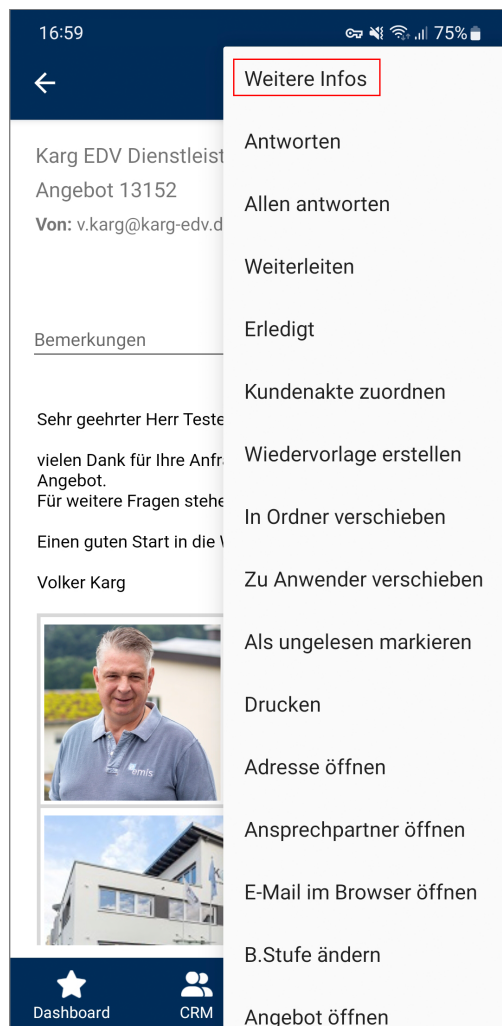 16:59
75%
Weitere Infos
Antworten
Allen antworten
Weiterleiten
Erledigt
Kundenakte zuordnen
Wiedervorlage erstellen
In Ordner verschieben
Zu Anwender verschieben
Als ungelesen markieren
Drucken
Adresse öffnen
Ansprechpartner öffnen
E-Mail im Browser öffnen
B.Stufe ändern
Angebot öffnen
Karg EDV Dienstleist
Angebot 13152
Von: v.karg@karg-edv.d
Bemerkungen
Sehr geehrter Herr Teste
vielen Dank für Ihre Anfr
Angebot.
Für weitere Fragen stehe
Einen guten Start in die
Volker Karg
emis
Dashboard
CRM